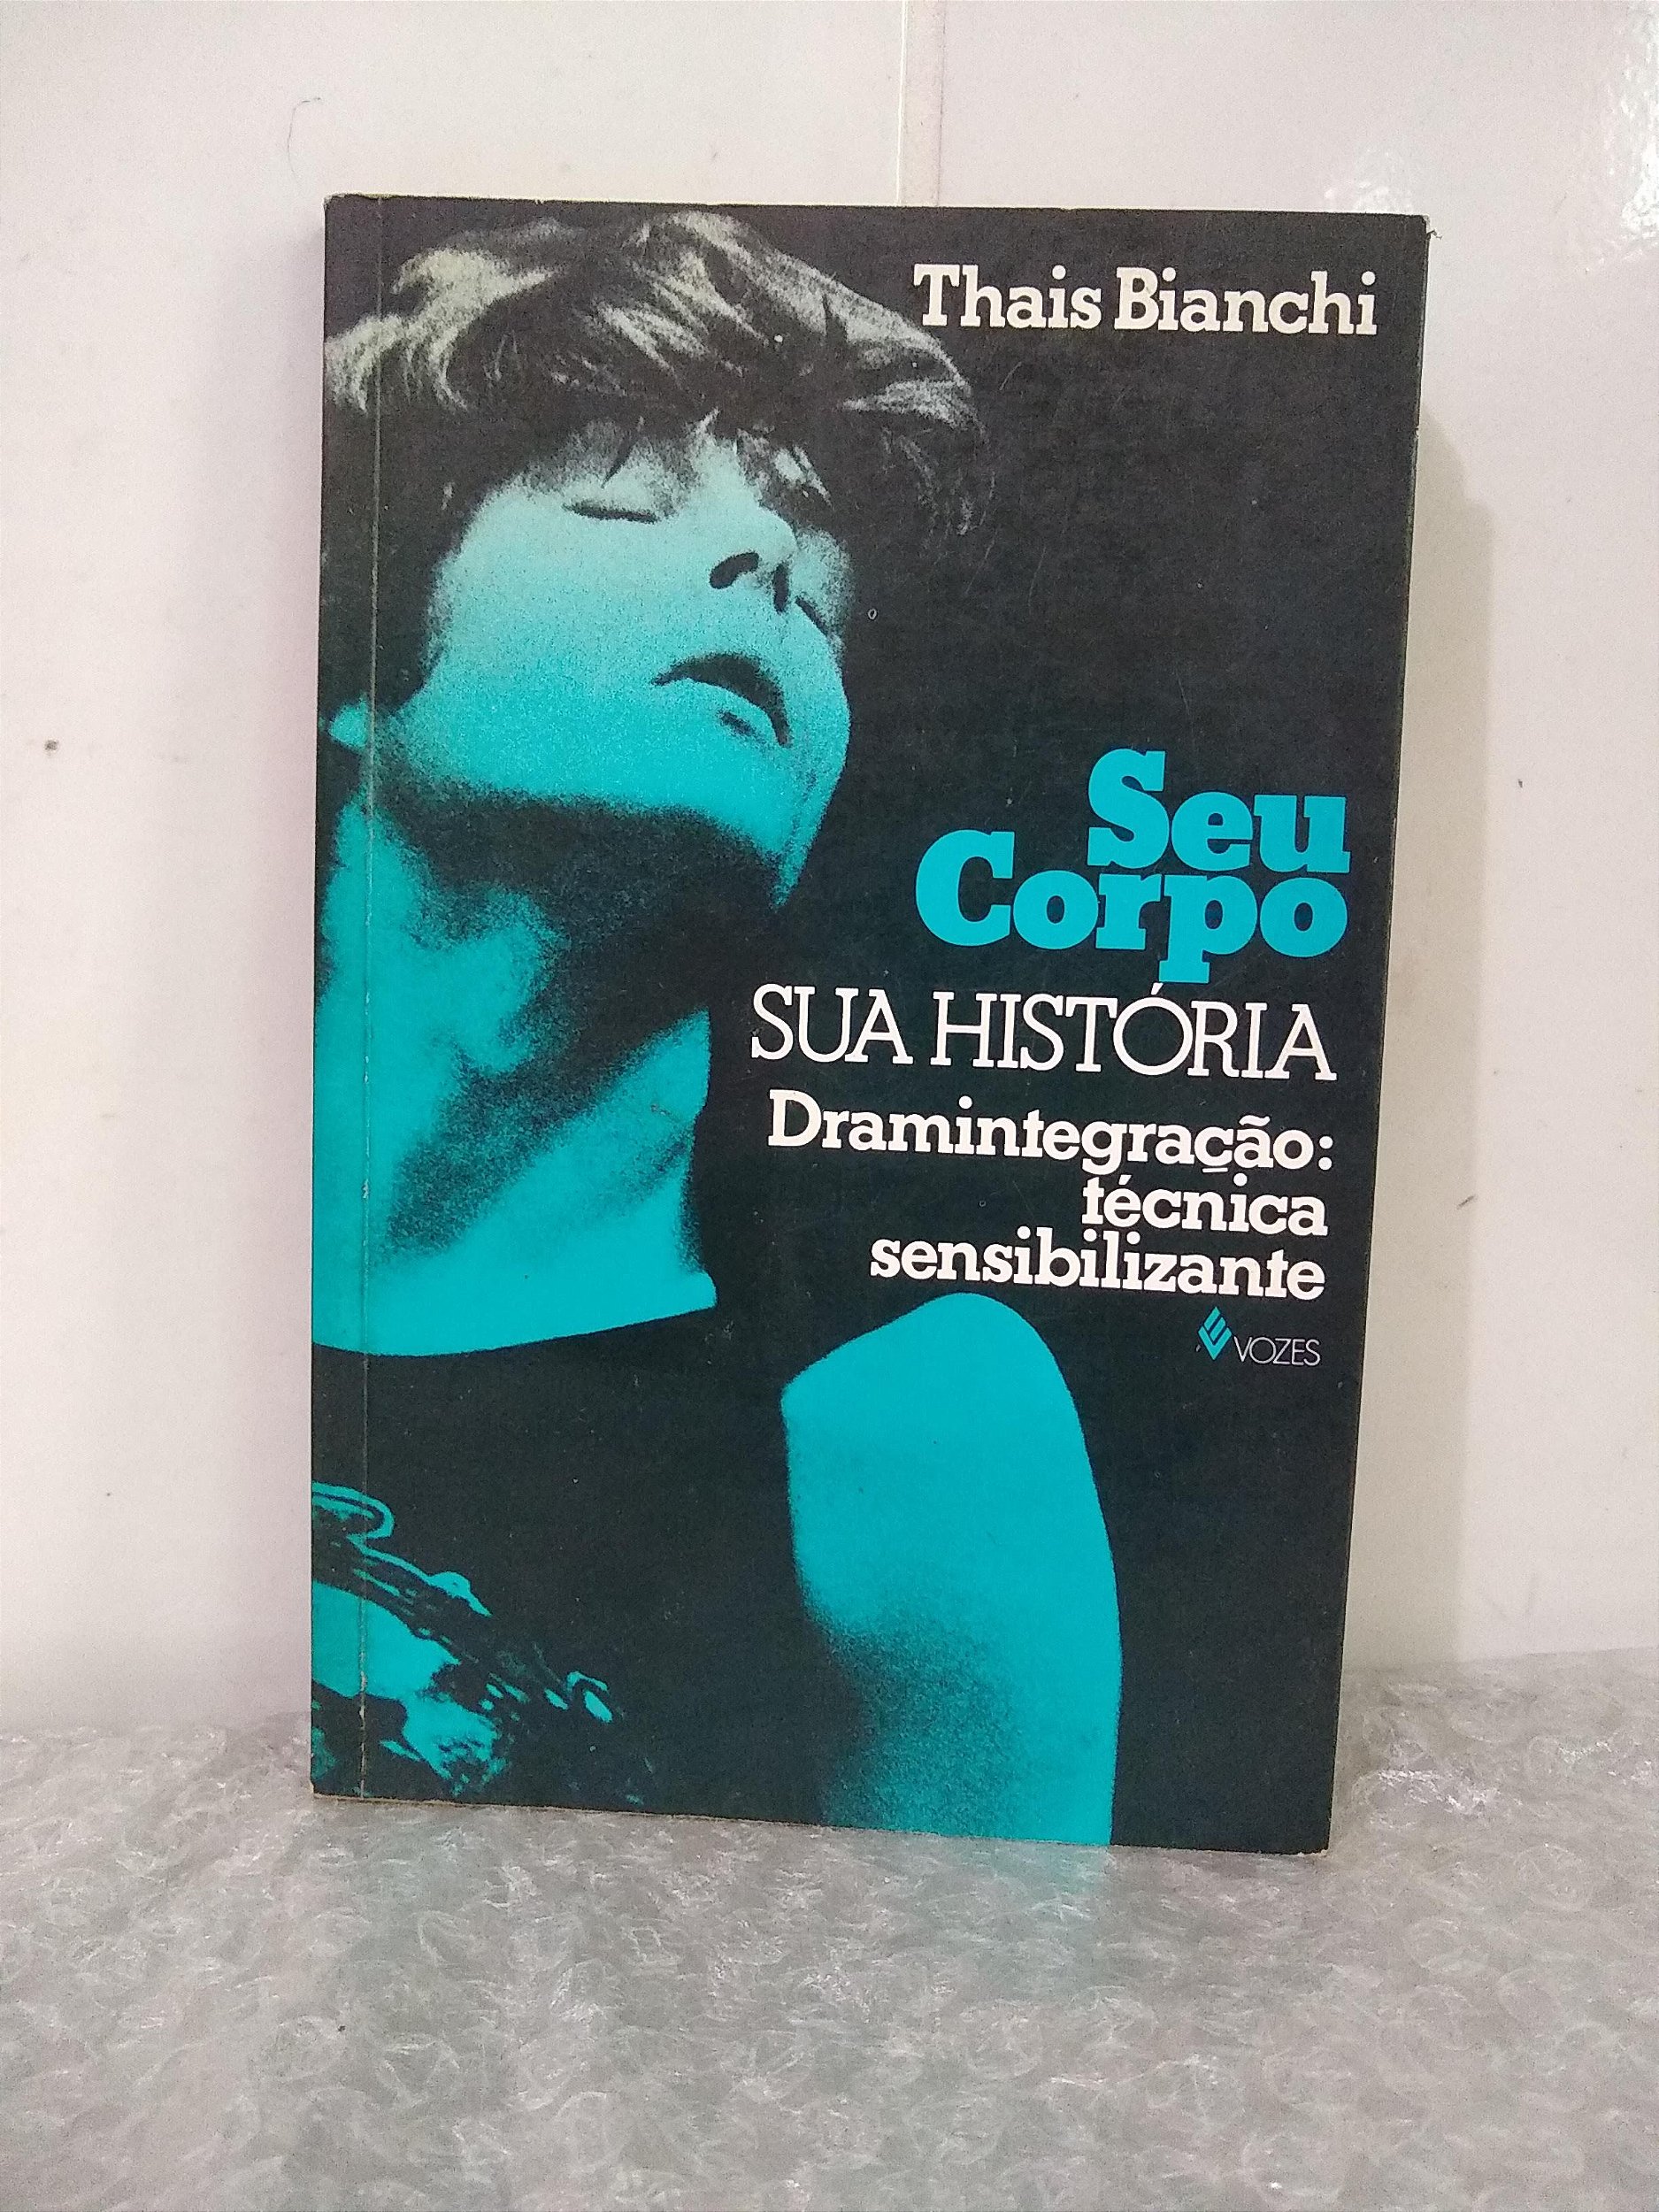 Thais Bianchi
Seu
Corpo
SUA HISTÓRIA
Dramintegração:
técnica
sensibilizante
VOZES